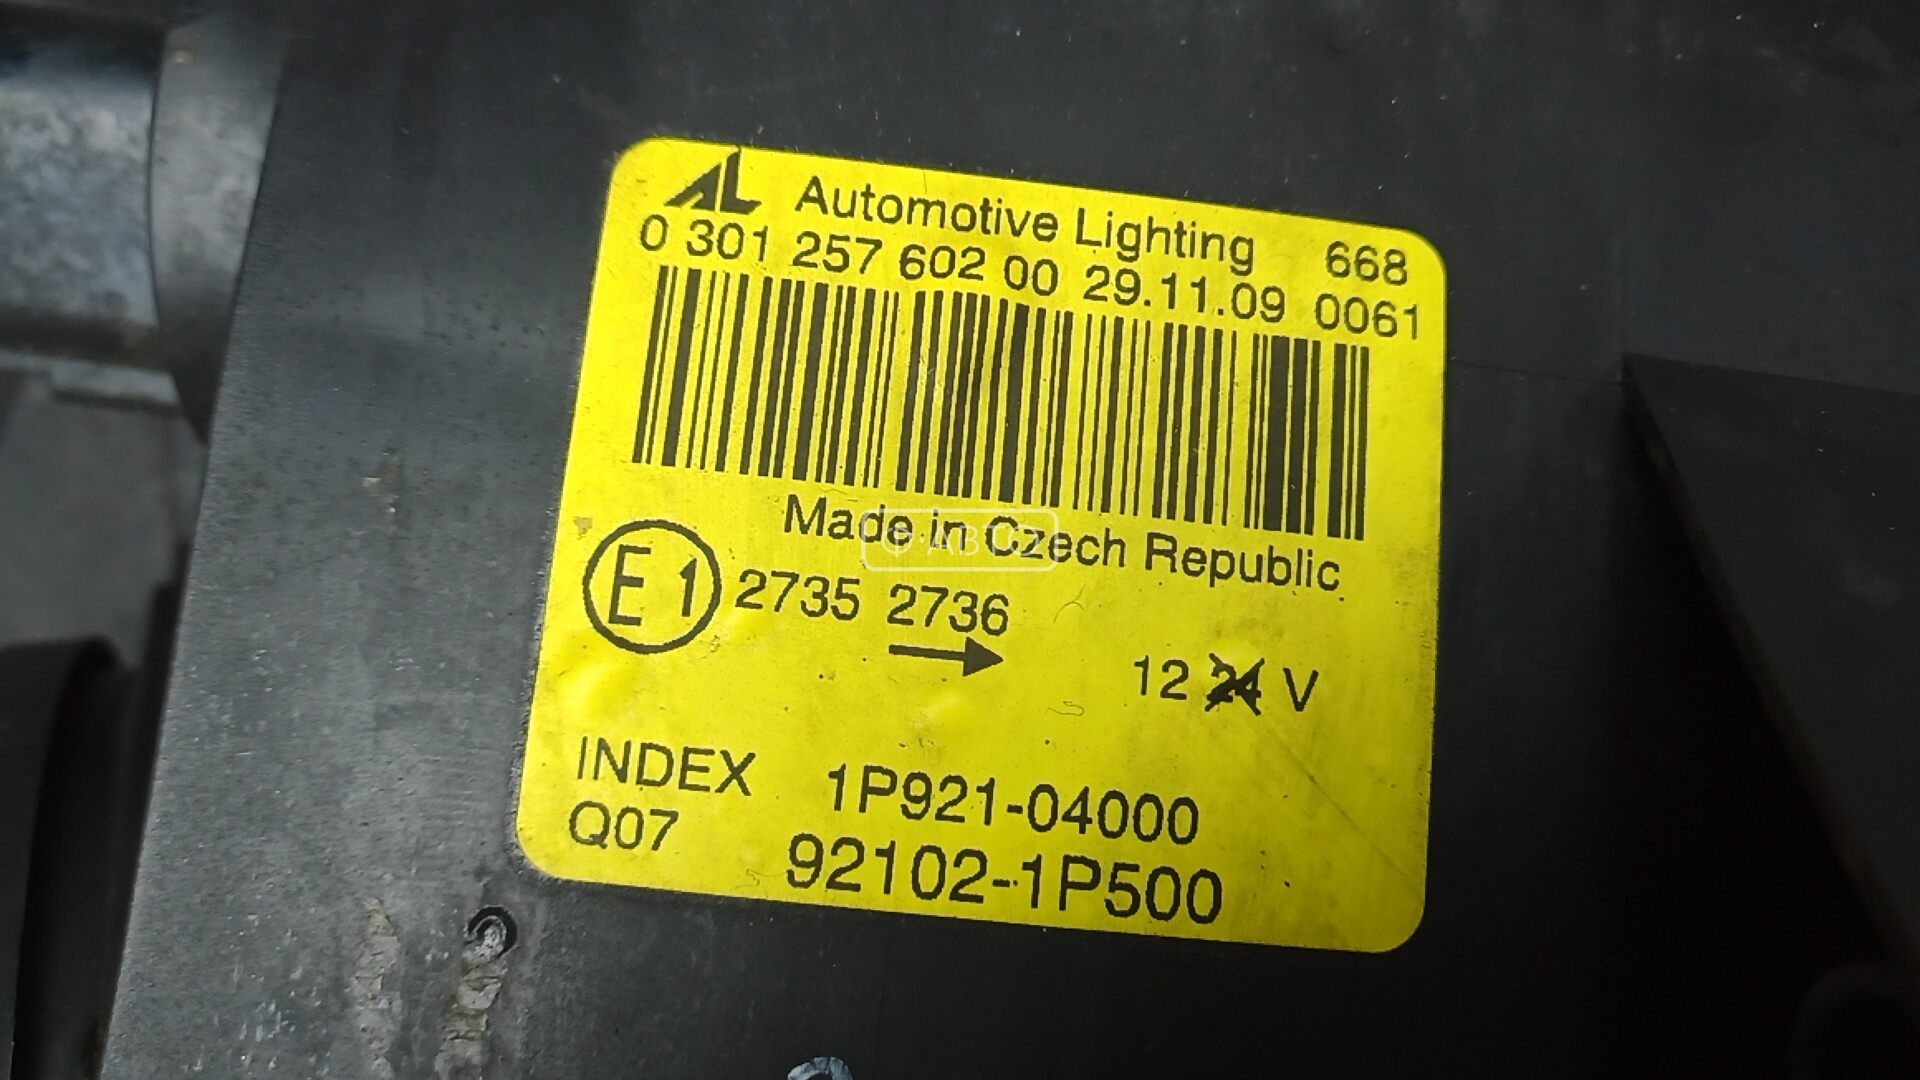 AL Automotive Lighting 668
0 301 257 602 00 29.11.09 0061
Made in Czech Republic
E1 2735 2736
12 24 V
INDEX 1P921-04000
Q07 92102-1P500